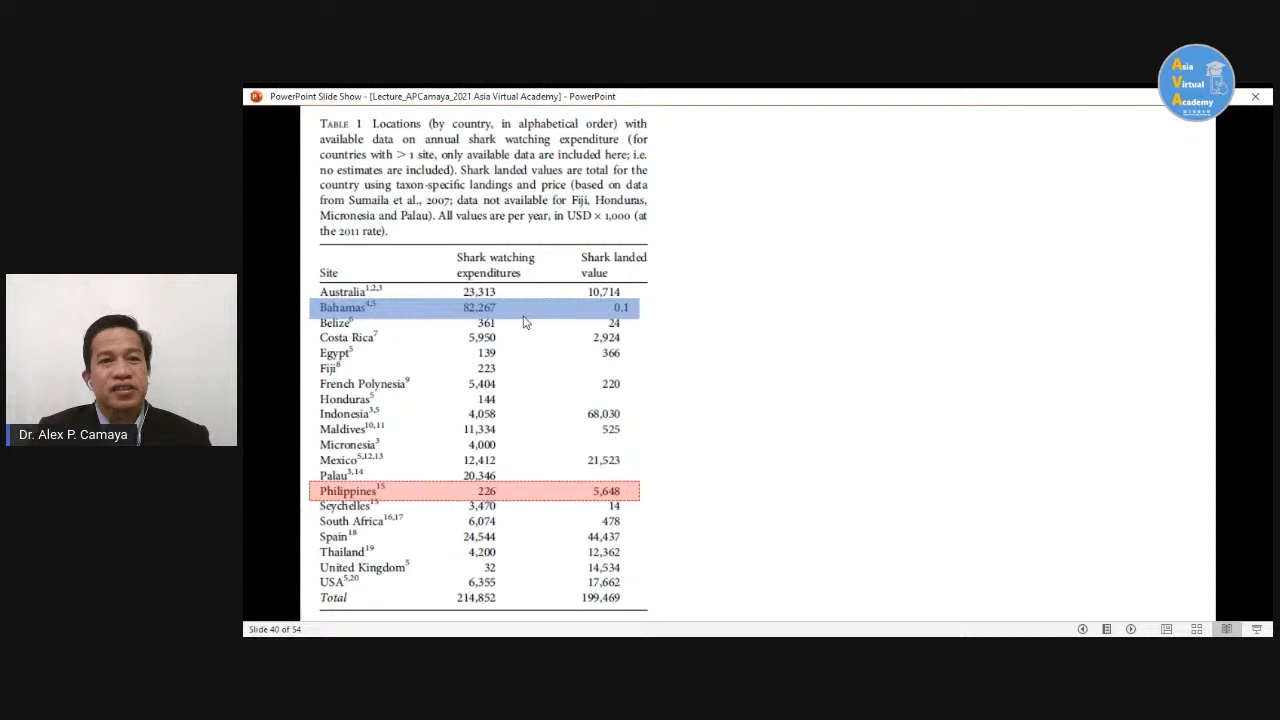 Asia
Virtual
Academy
PowerPoint Slide Show - [Lecture_APCamaya_2021 Asia Virtual Academy] - PowerPoint
TABLE 1 Locations (by country, in alphabetical order) with
available data on annual shark watching expenditure (for
countries with > 1 site, only available data are included here; i.e.
no estimates are included). Shark landed values are total for the
country using taxon-specific landings and price (based on data
from Sumaila et al., 2007; data not available for Fiji, Honduras,
Micronesia and Palau). All values are per year, in USD × 1,000 (at
the 2011 rate).
Site Shark watching expenditures Shark landed value
Australia1,2,3 23,313 10,714
Bahamas4,5 82,267 0.1
Belize6 361 24
Costa Rica7 5,950 2,924
Egypt5 139 366
Fiji8 223
French Polynesia9 5,404 220
Honduras5 144
Indonesia3,5 4,058 68,030
Maldives10,11 11,334 525
Micronesia3 4,000
Mexico5,12,13 12,412 21,523
Palau3,14 20,346
Philippines15 226 5,648
Seychelles15 3,470 14
South Africa16,17 6,074 478
Spain18 24,544 44,437
Thailand19 4,200 12,362
United Kingdom5 32 14,534
USA5,20 6,355 17,662
Total 214,852 199,469
Dr. Alex P. Camaya
Slide 40 of 54